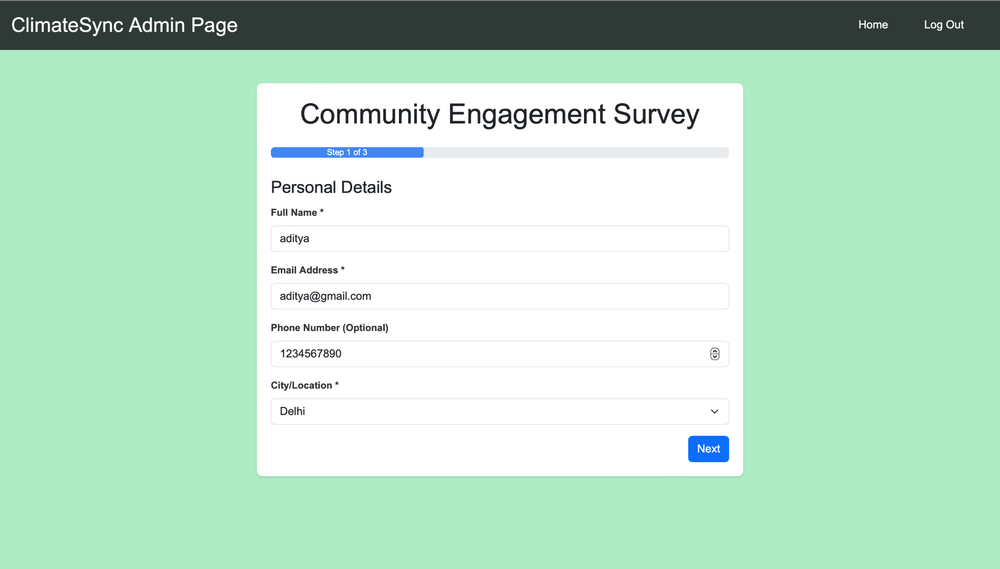 ClimateSync Admin Page
Home
Log Out
Community Engagement Survey
Step 1 of 3
Personal Details
Full Name *
aditya
Email Address *
aditya@gmail.com
Phone Number (Optional)
1234567890
City/Location *
Delhi
Next